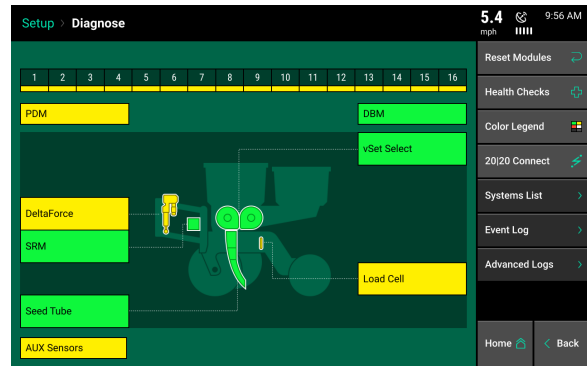 Setup > Diagnose
5.4 mph
9:56 AM
1 2 3 4 5 6 7 8 9 10 11 12 13 14 15 16
PDM
DBM
vSet Select
DeltaForce
SRM
Load Cell
Seed Tube
AUX Sensors
Reset Modules
Health Checks
Color Legend
20|20 Connect
Systems List >
Event Log >
Advanced Logs >
Home
< Back